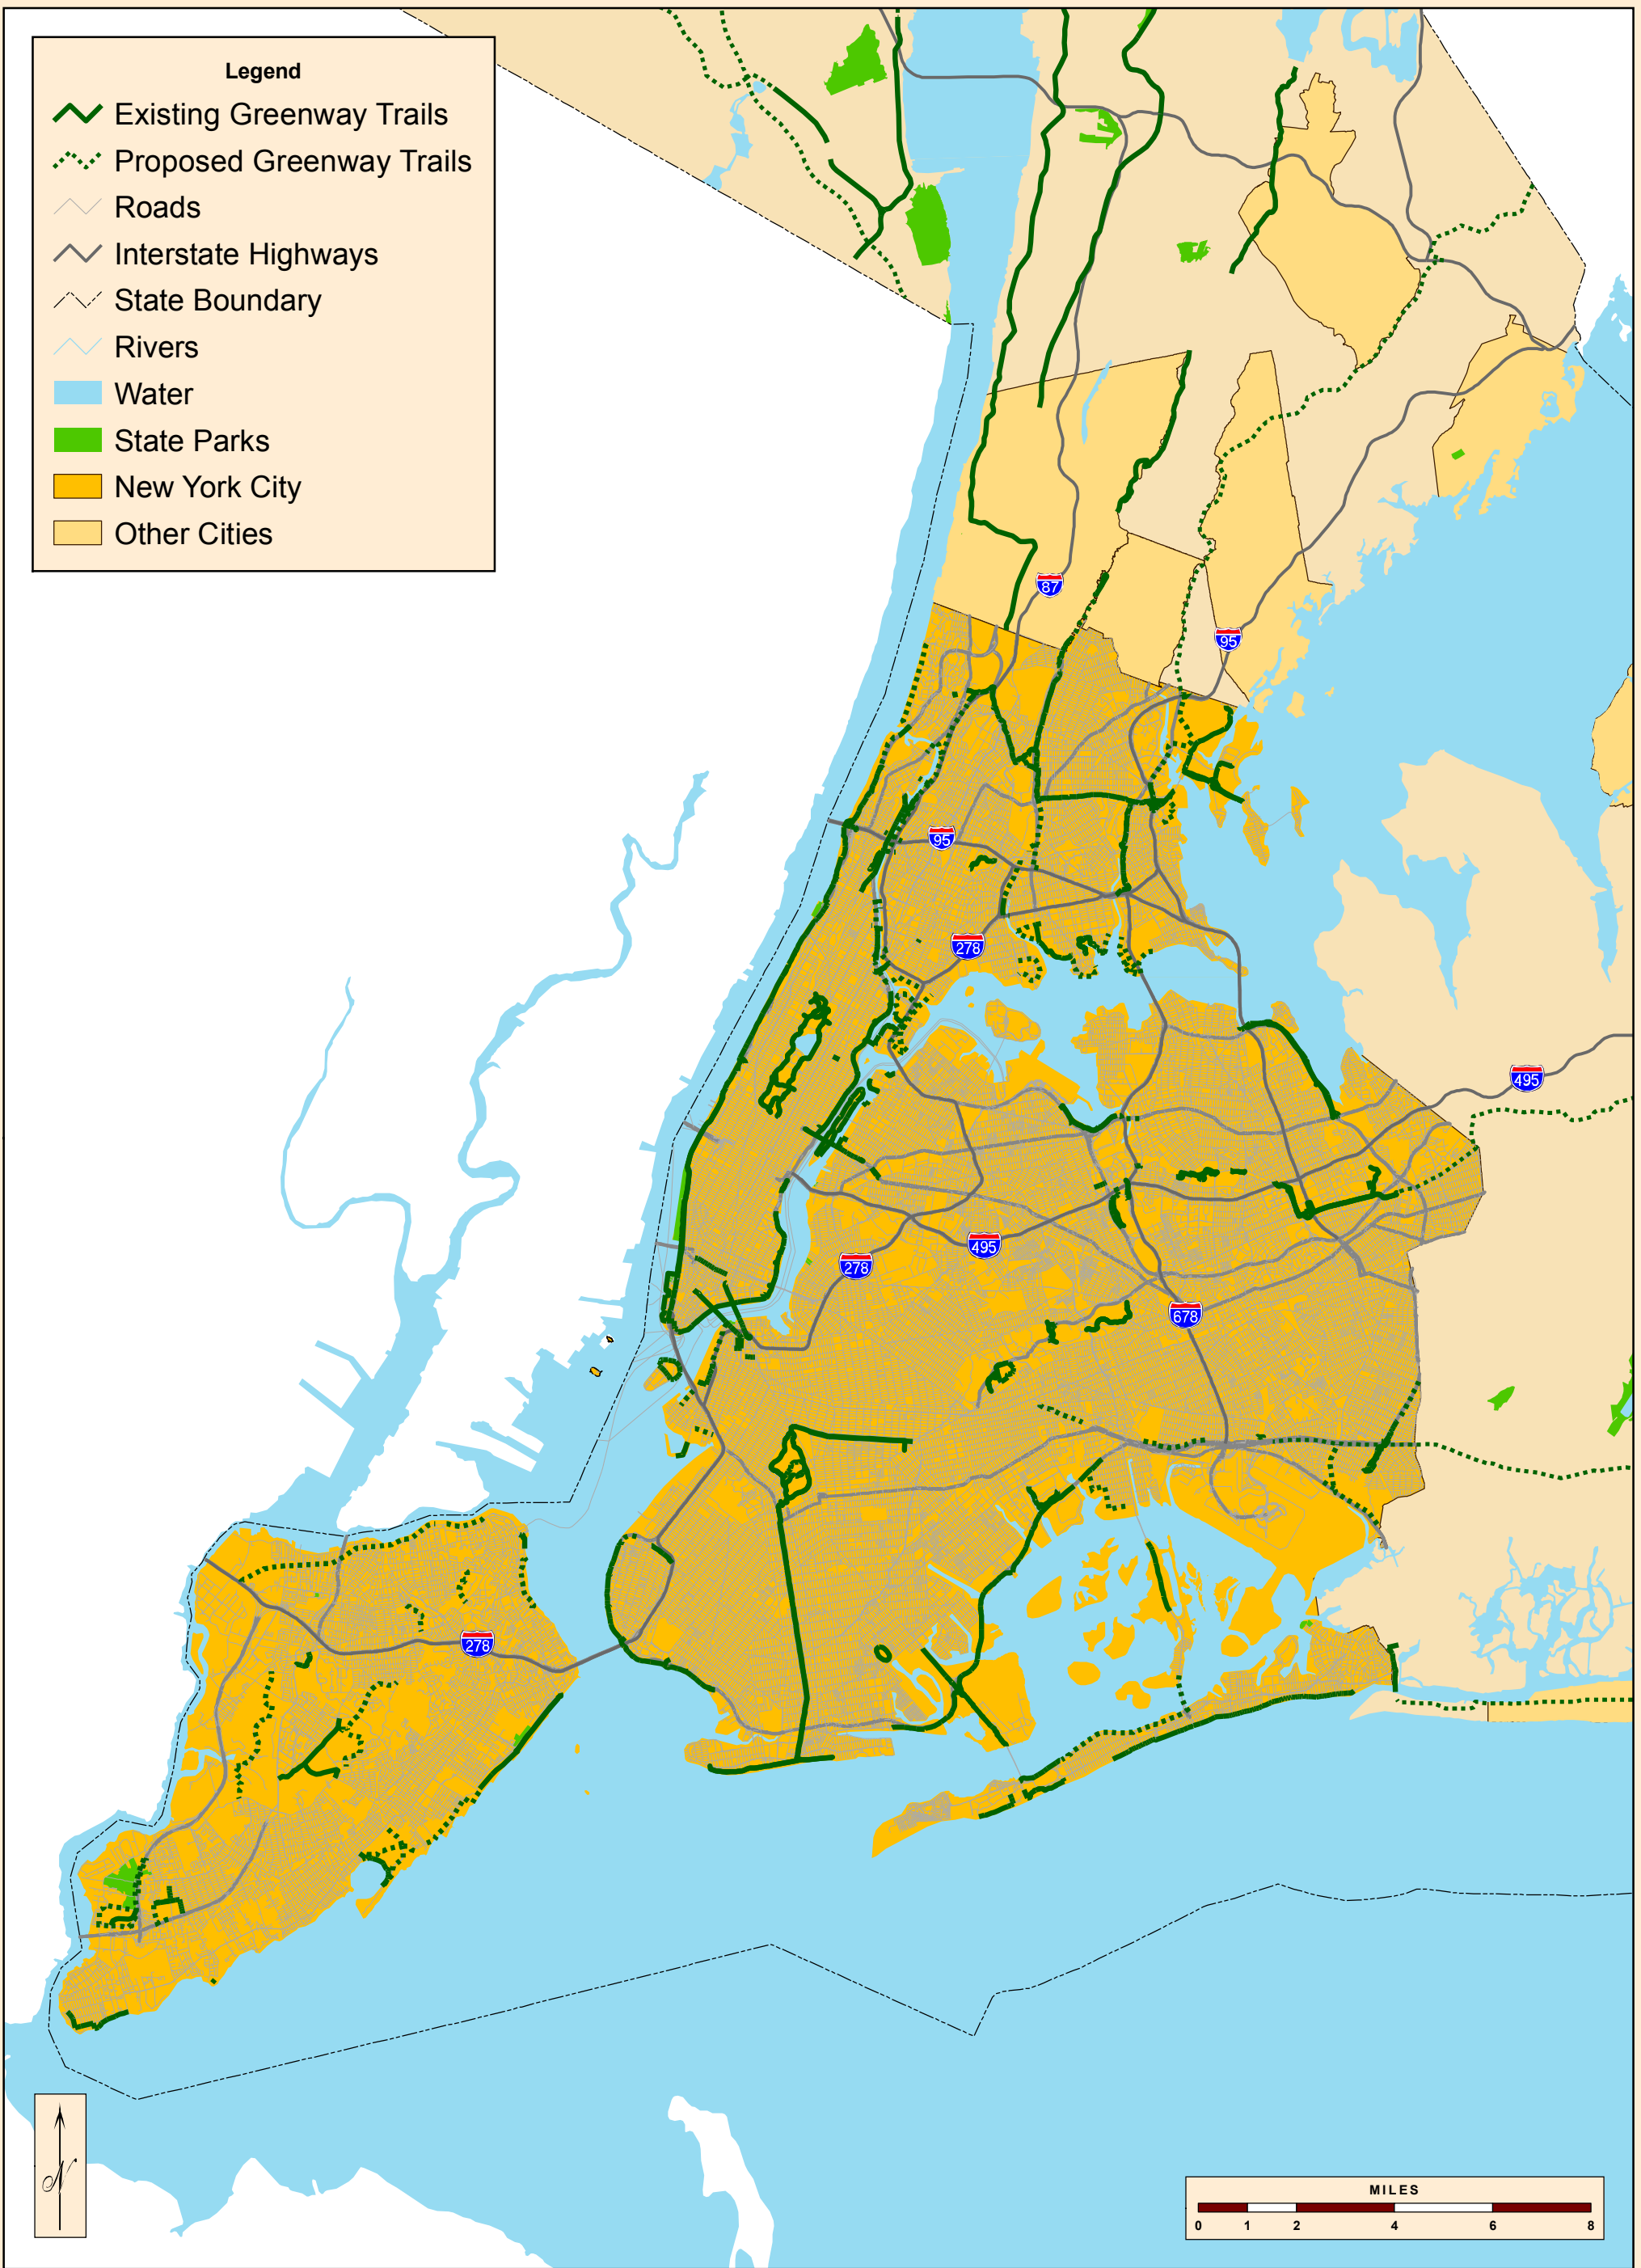 Legend
Existing Greenway Trails
Proposed Greenway Trails
Roads
Interstate Highways
State Boundary
Rivers
Water
State Parks
New York City
Other Cities
87
95
95
278
495
278
495
678
278
N
MILES
0 1 2 4 6 8